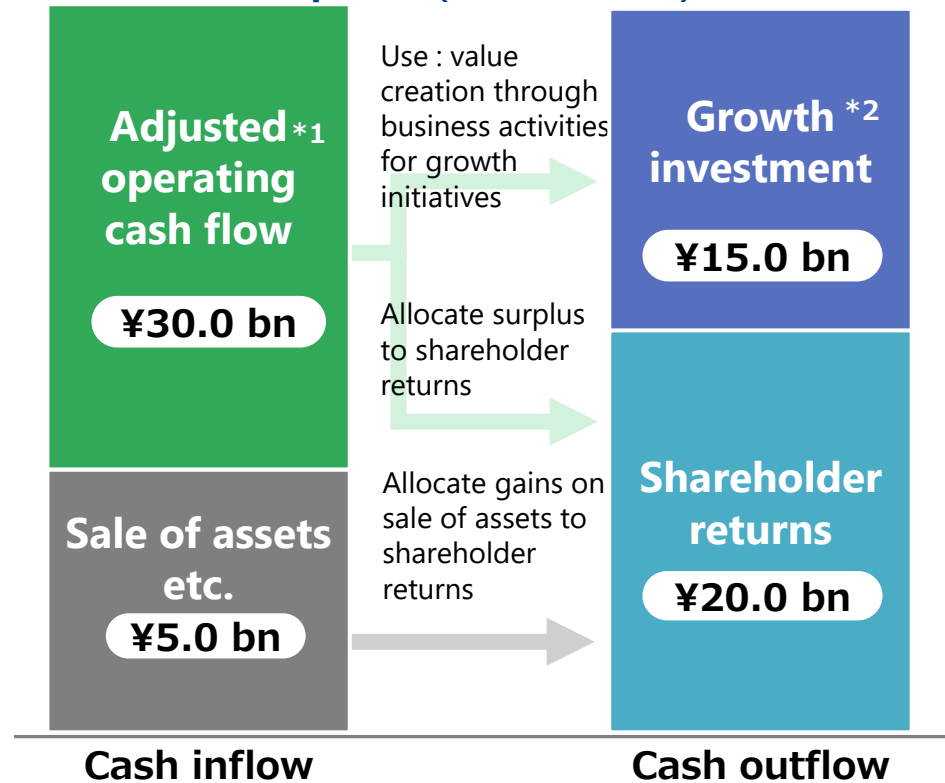 Adjusted *1
operating
cash flow
¥30.0 bn
Sale of assets
etc.
¥5.0 bn
Cash inflow
Use : value
creation through
business activities
for growth
initiatives
Allocate surplus
to shareholder
returns
Allocate gains on
sale of assets to
shareholder
returns
Growth *2
investment
¥15.0 bn
Shareholder
returns
¥20.0 bn
Cash outflow